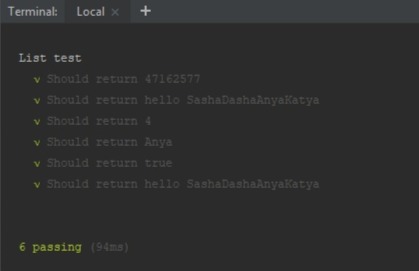 Terminal: Local × +
List test
v Should return 47162577
v Should return hello SashaDashaAnyaKatya
v Should return 4
v Should return Anya
v Should return true
v Should return hello SashaDashaAnyaKatya
6 passing (94ms)